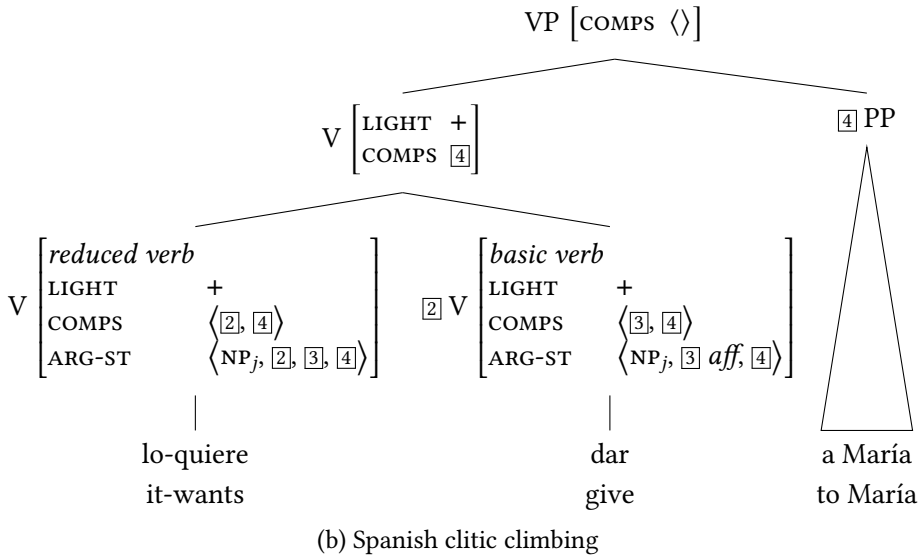 VP [COMPS ⟨⟩]
V [LIGHT +
COMPS 4]
4 PP
V [reduced verb
LIGHT +
COMPS ⟨2, 4⟩
ARG-ST ⟨NPj, 2, 3, 4⟩]
2 V [basic verb
LIGHT +
COMPS ⟨3, 4⟩
ARG-ST ⟨NPj, 3 aff, 4⟩]
lo-quiere dar a María
it-wants give to María
(b) Spanish clitic climbing